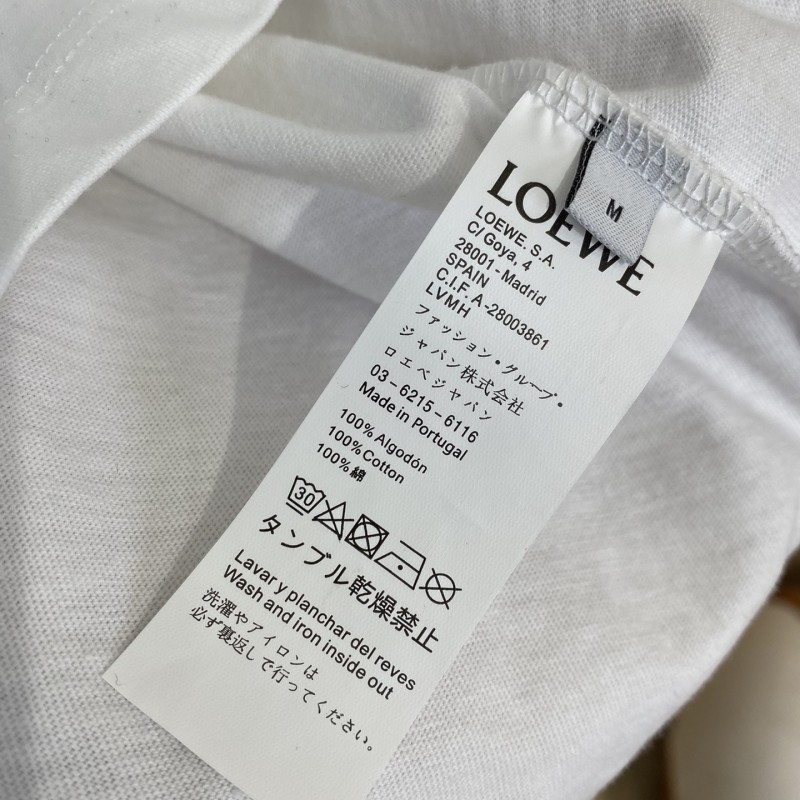 LOEWE
M
LOEWE. S.A.
C/ Goya, 4
28001 - Madrid
SPAIN
C.I.F: A-28003861
LVMH
ファッション・グループ・
ジャパン株式会社
ロエベジャパン
03-6215-6116
Made in Portugal
100% Algodón
100% Cotton
100% 綿
30
タンブル乾燥禁止
Lavar y planchar del reves
Wash and iron inside out
洗濯やアイロンは
必ず裏返しで行ってください。